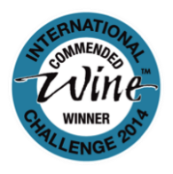 INTERNATIONAL
COMMENDED
Wine™
WINNER
CHALLENGE 2014